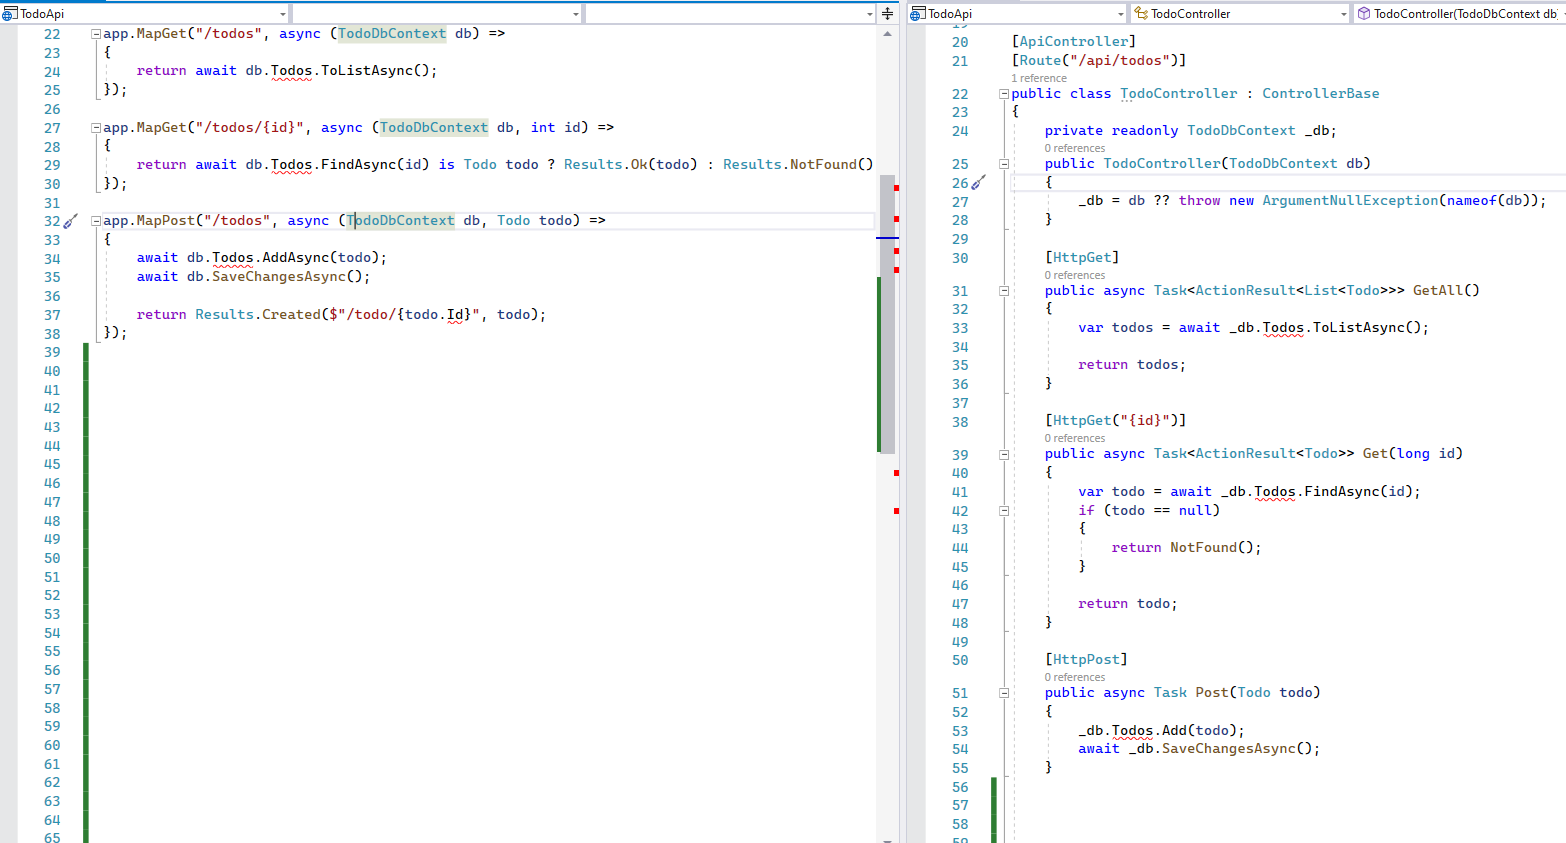 TodoApi
22 app.MapGet("/todos", async (TodoDbContext db) =>
23 {
24 return await db.Todos.ToListAsync();
25 });
26
27 app.MapGet("/todos/{id}", async (TodoDbContext db, int id) =>
28 {
29 return await db.Todos.FindAsync(id) is Todo todo ? Results.Ok(todo) : Results.NotFound()
30 });
31
32 app.MapPost("/todos", async (TodoDbContext db, Todo todo) =>
33 {
34 await db.Todos.AddAsync(todo);
35 await db.SaveChangesAsync();
36
37 return Results.Created($"/todo/{todo.Id}", todo);
38 });
39
40
41
42
43
44
45
46
47
48
49
50
51
52
53
54
55
56
57
58
59
60
61
62
63
64
65
TodoApi TodoController TodoController(TodoDbContext db)
20 [ApiController]
21 [Route("/api/todos")]
1 reference
22 public class TodoController : ControllerBase
23 {
24 private readonly TodoDbContext _db;
0 references
25 public TodoController(TodoDbContext db)
26 {
27 _db = db ?? throw new ArgumentNullException(nameof(db));
28 }
29
30 [HttpGet]
0 references
31 public async Task<ActionResult<List<Todo>>> GetAll()
32 {
33 var todos = await _db.Todos.ToListAsync();
34
35 return todos;
36 }
37
38 [HttpGet("{id}")]
0 references
39 public async Task<ActionResult<Todo>> Get(long id)
40 {
41 var todo = await _db.Todos.FindAsync(id);
42 if (todo == null)
43 {
44 return NotFound();
45 }
46
47 return todo;
48 }
49
50 [HttpPost]
0 references
51 public async Task Post(Todo todo)
52 {
53 _db.Todos.Add(todo);
54 await _db.SaveChangesAsync();
55 }
56
57
58